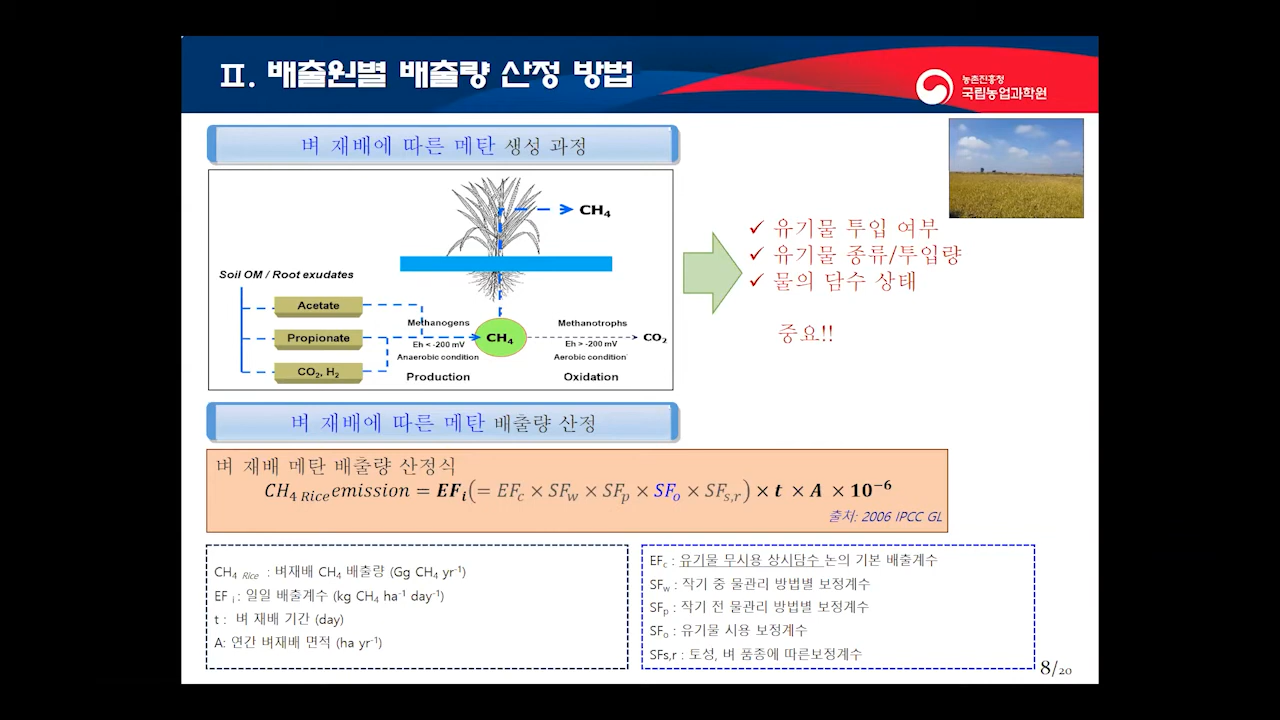 Ⅱ. 배출원별 배출량 산정 방법
농촌진흥청
국립농업과학원
벼 재배에 따른 메탄 생성 과정
CH₄
Soil OM / Root exudates
Acetate
Propionate
CO₂, H₂
Methanogens
Eh < -200 mV
Anaerobic condition
Production
CH₄
Methanotrophs
Eh > -200 mV
Aerobic condition
Oxidation
CO₂
✓ 유기물 투입 여부
✓ 유기물 종류/투입량
✓ 물의 담수 상태
중요!!
벼 재배에 따른 메탄 배출량 산정
벼 재배 메탄 배출량 산정식
CH₄ Rice emission = EFᵢ(= EF_c × SF_w × SF_p × SF_o × SF_s,r) × t × A × 10⁻⁶
출처: 2006 IPCC GL
CH₄ Rice : 벼재배 CH₄ 배출량 (Gg CH₄ yr⁻¹)
EF i : 일일 배출계수 (kg CH₄ ha⁻¹ day⁻¹)
t : 벼 재배 기간 (day)
A: 연간 벼재배 면적 (ha yr⁻¹)
EFc : 유기물 무시용 상시담수 논의 기본 배출계수
SFw : 작기 중 물관리 방법별 보정계수
SFp : 작기 전 물관리 방법별 보정계수
SFo : 유기물 시용 보정계수
SFs,r : 토성, 벼 품종에 따른보정계수
8/20